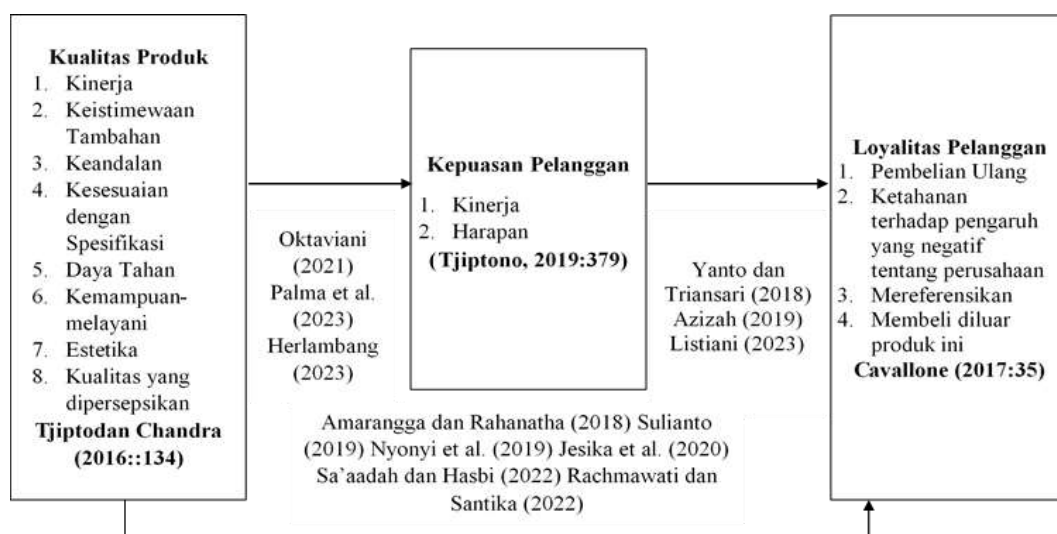 Kualitas Produk
1. Kinerja
2. Keistimewaan
Tambahan
3. Keandalan
4. Kesesuaian
dengan
Spesifikasi
5. Daya Tahan
6. Kemampuan-
melayani
7. Estetika
8. Kualitas yang
dipersepsikan
Tjiptodan Chandra
(2016::134)
Oktaviani
(2021)
Palma et al.
(2023)
Herlambang
(2023)
Kepuasan Pelanggan
1. Kinerja
2. Harapan
(Tjiptono, 2019:379)
Yanto dan
Triansari (2018)
Azizah (2019)
Listiani (2023)
Loyalitas Pelanggan
1. Pembelian Ulang
2. Ketahanan
terhadap pengaruh
yang negatif
tentang perusahaan
3. Mereferensikan
4. Membeli diluar
produk ini
Cavallone (2017:35)
Amarangga dan Rahanatha (2018) Sulianto
(2019) Nyonyi et al. (2019) Jesika et al. (2020)
Sa’aadah dan Hasbi (2022) Rachmawati dan
Santika (2022)